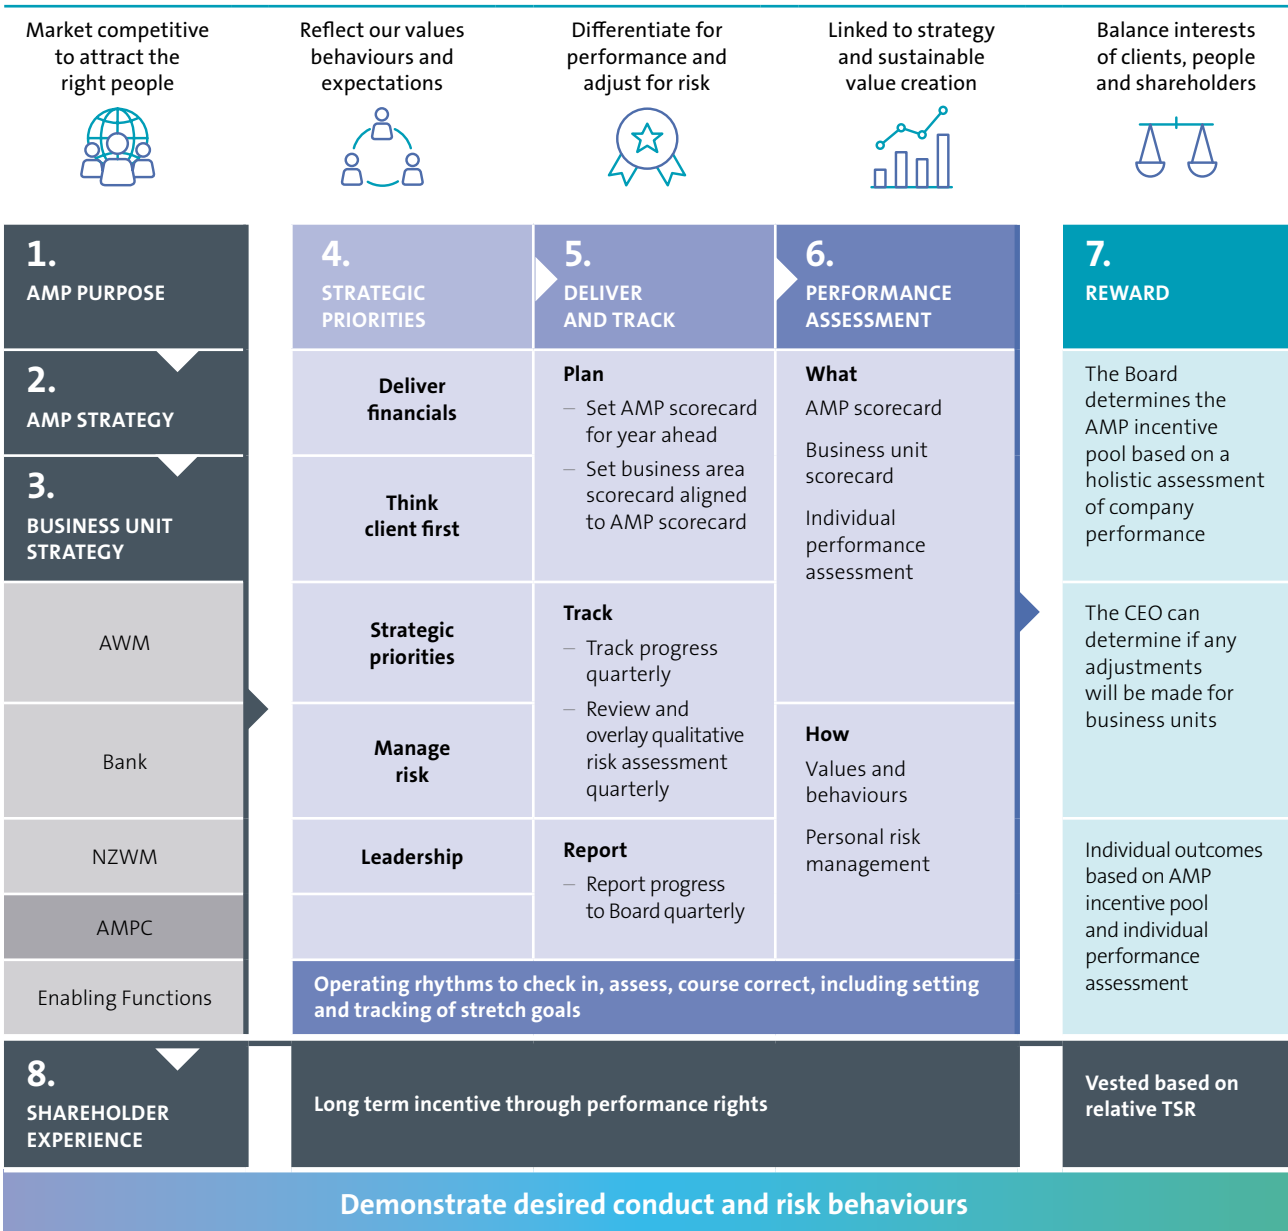 Market competitive
to attract the
right people
Reflect our values
behaviours and
expectations
Differentiate for
performance and
adjust for risk
Linked to strategy
and sustainable
value creation
Balance interests
of clients, people
and shareholders
1.
AMP PURPOSE
2.
AMP STRATEGY
3.
BUSINESS UNIT
STRATEGY
AWM
Bank
NZWM
AMPC
Enabling Functions
4.
STRATEGIC
PRIORITIES
Deliver
financials
Think
client first
Strategic
priorities
Manage
risk
Leadership
5.
DELIVER
AND TRACK
Plan
– Set AMP scorecard
for year ahead
– Set business area
scorecard aligned
to AMP scorecard
Track
– Track progress
quarterly
– Review and
overlay qualitative
risk assessment
quarterly
Report
– Report progress
to Board quarterly
6.
PERFORMANCE
ASSESSMENT
What
AMP scorecard
Business unit
scorecard
Individual
performance
assessment
How
Values and
behaviours
Personal risk
management
Operating rhythms to check in, assess, course correct, including setting
and tracking of stretch goals
7.
REWARD
The Board
determines the
AMP incentive
pool based on a
holistic assessment
of company
performance
The CEO can
determine if any
adjustments
will be made for
business units
Individual outcomes
based on AMP
incentive pool
and individual
performance
assessment
8.
SHAREHOLDER
EXPERIENCE
Long term incentive through performance rights
Vested based on
relative TSR
Demonstrate desired conduct and risk behaviours